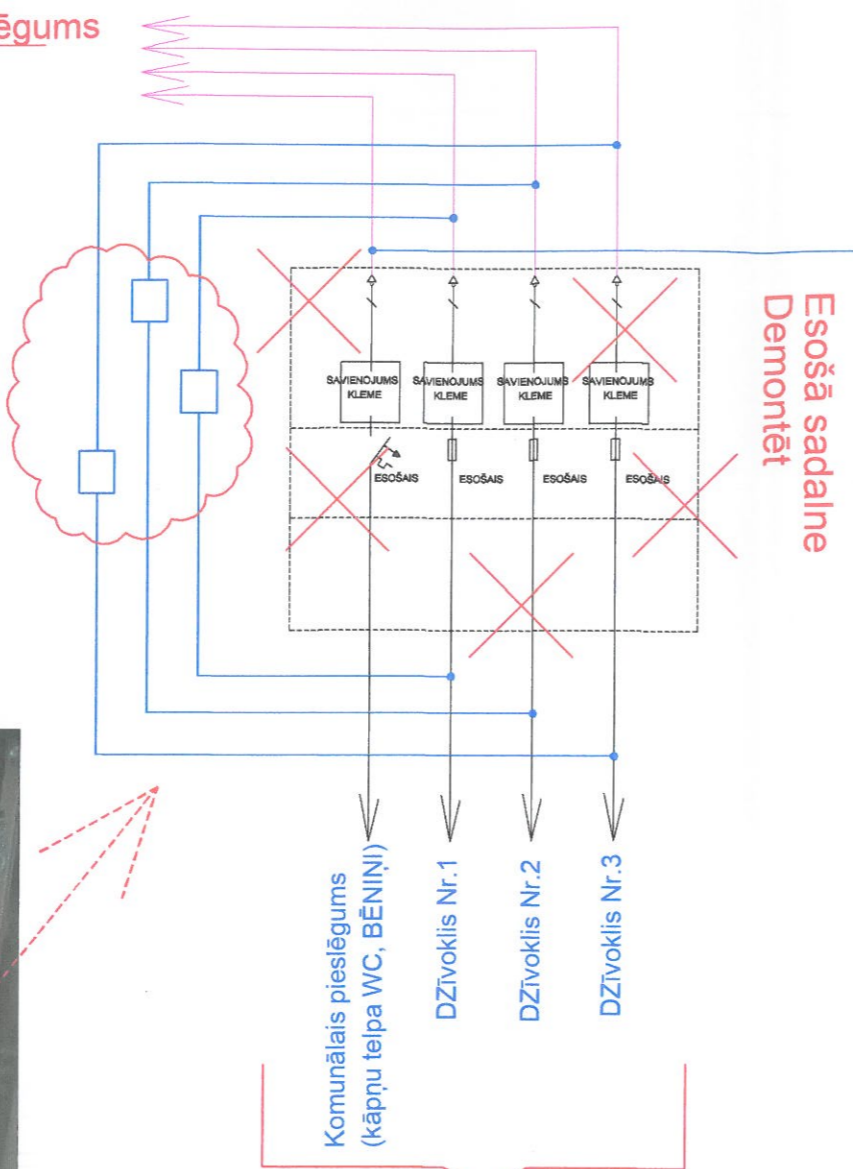 ēgums
Esošā sadalne
Demontēt
SAVIENOJUMS
KLEME
SAVIENOJUMS
KLEME
SAVIENOJUMS
KLEME
SAVIENOJUMS
KLEME
ESOŠAIS
ESOŠAIS
ESOŠAIS
ESOŠAIS
Komunālais pieslēgums
(kāpņu telpa WC, BĒNIŅI)
DZīvoklis Nr.1
DZīvoklis Nr.2
DZīvoklis Nr.3